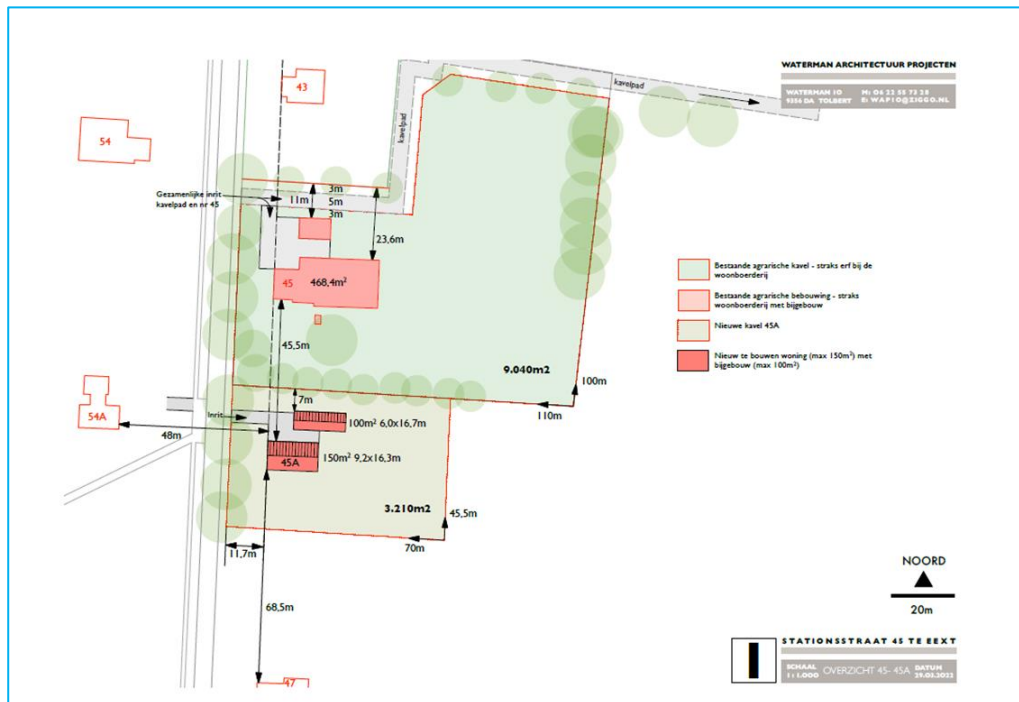 WATERMAN ARCHITECTUUR PROJECTEN
WATERMAN 10 M: 06 22 55 73 28
9356 DA TOLBERT E: WAP10@ZIGGO.NL
kavelpad
43
54
kavelpad
Gezamenlijke inrit
kavelpad en nr 45
3m
11m
5m
3m
23,6m
45
468,4m²
Bestaande agrarische kavel - straks erf bij de
woonboerderij
Bestaande agrarische bebouwing - straks
woonboerderij met bijgebouw
Nieuwe kavel 45A
Nieuw te bouwen woning (max 150m²) met
bijgebouw (max 100m²)
45,5m
9.040m2
100m
110m
7m
54A
Inrit
100m² 6,0x16,7m
48m
45A
150m² 9,2x16,3m
3.210m2
45,5m
70m
11,7m
68,5m
47
NOORD
20m
STATIONSSTRAAT 45 TE EEXT
SCHAAL
1:1.000
OVERZICHT 45- 45A
DATUM
29.03.2022